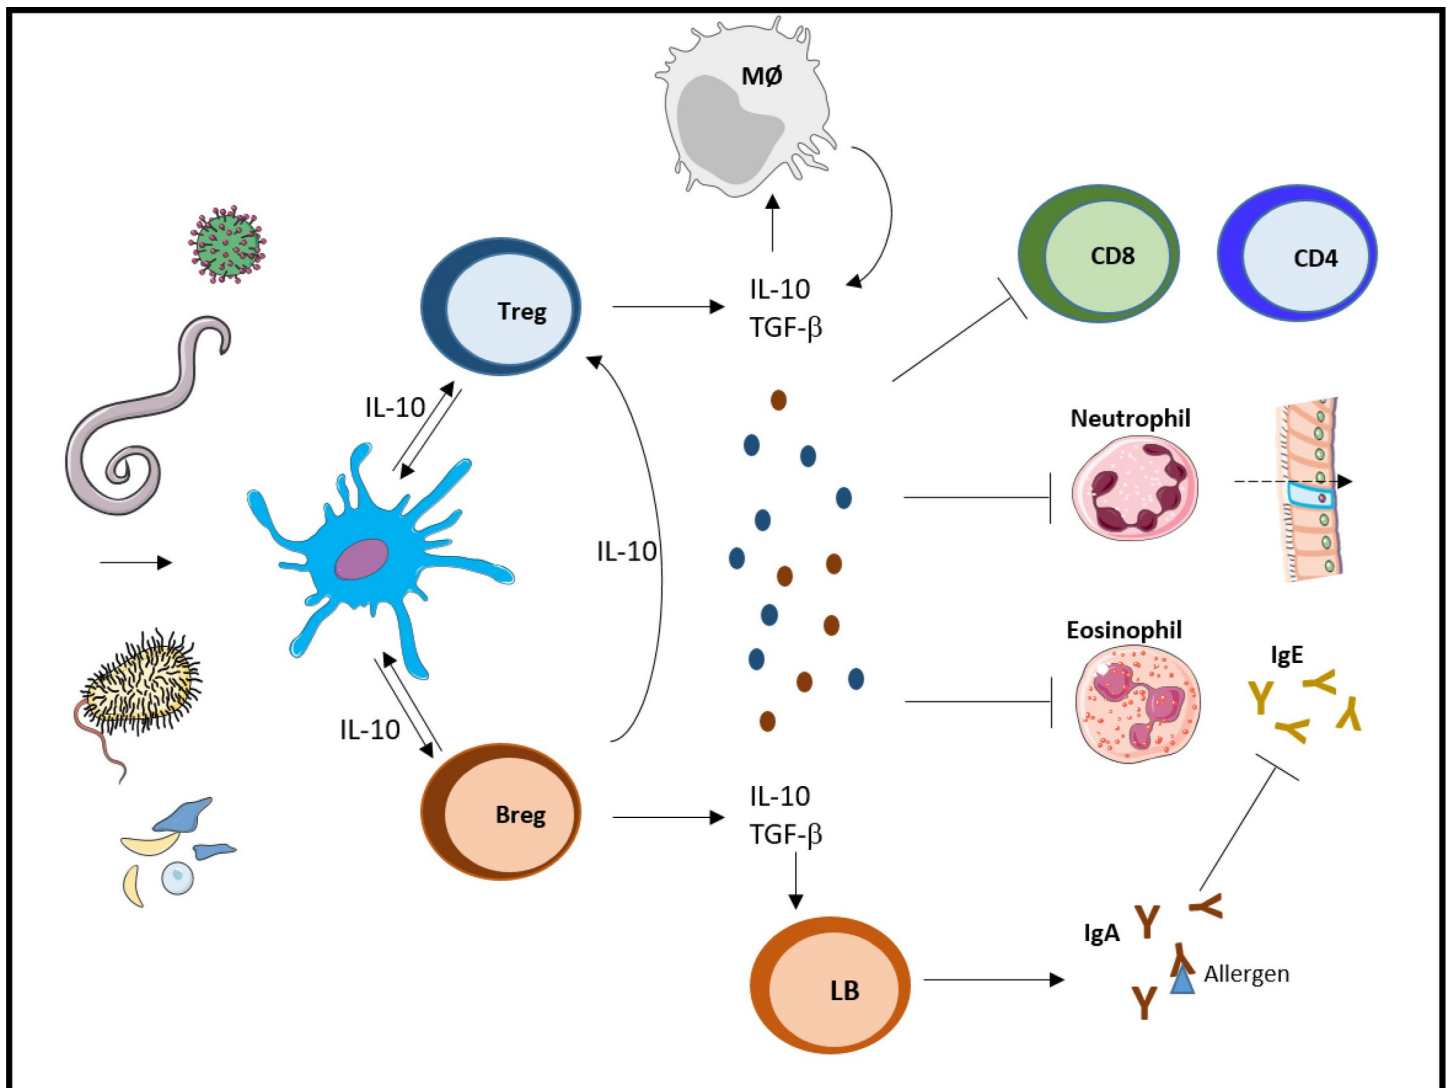 MØ
CD8
CD4
Treg
IL-10
TGF-β
IL-10
Neutrophil
IL-10
Eosinophil
IgE
IL-10
Breg
IL-10
TGF-β
IgA
Allergen
LB